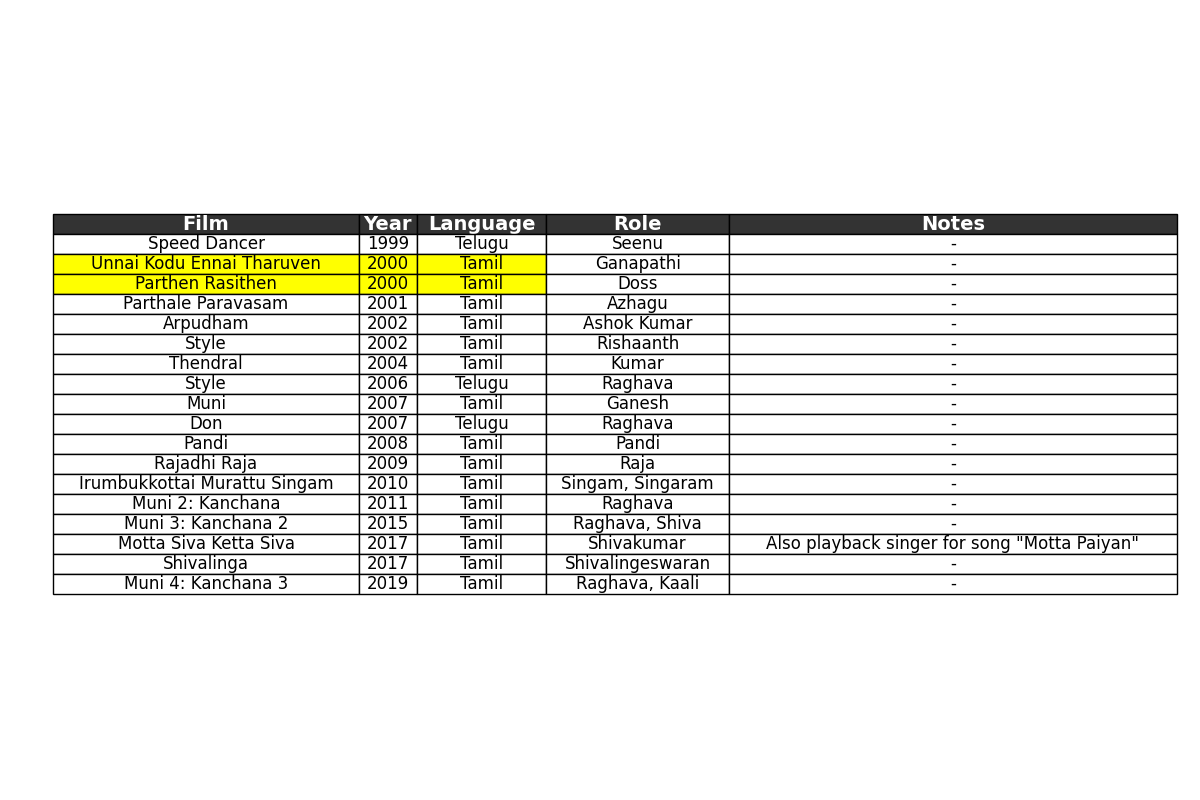 Film Year Language Role Notes
Speed Dancer 1999 Telugu Seenu -
Unnai Kodu Ennai Tharuven 2000 Tamil Ganapathi -
Parthen Rasithen 2000 Tamil Doss -
Parthale Paravasam 2001 Tamil Azhagu -
Arpudham 2002 Tamil Ashok Kumar -
Style 2002 Tamil Rishaanth -
Thendral 2004 Tamil Kumar -
Style 2006 Telugu Raghava -
Muni 2007 Tamil Ganesh -
Don 2007 Telugu Raghava -
Pandi 2008 Tamil Pandi -
Rajadhi Raja 2009 Tamil Raja -
Irumbukkottai Murattu Singam 2010 Tamil Singam, Singaram -
Muni 2: Kanchana 2011 Tamil Raghava -
Muni 3: Kanchana 2 2015 Tamil Raghava, Shiva -
Motta Siva Ketta Siva 2017 Tamil Shivakumar Also playback singer for song "Motta Paiyan"
Shivalinga 2017 Tamil Shivalingeswaran -
Muni 4: Kanchana 3 2019 Tamil Raghava, Kaali -